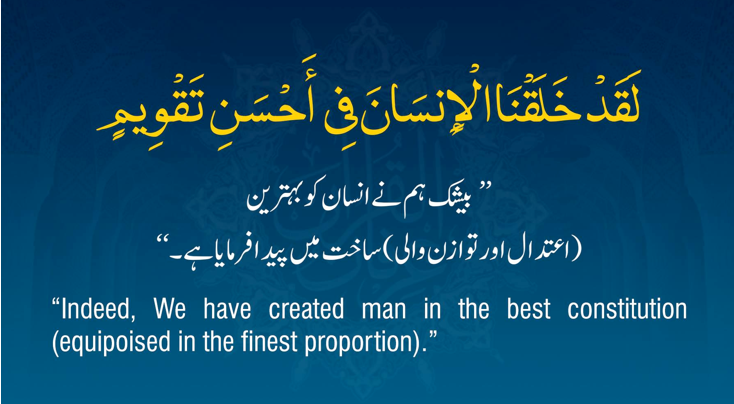 لَقَدْ خَلَقْنَا الْإِنسَانَ فِي أَحْسَنِ تَقْوِيمٍ
” بیشک ہم نے انسان کو بہترین
(اعتدال اور توازن والی) ساخت میں پیدا فرمایا ہے۔“
“Indeed, We have created man in the best constitution
(equipoised in the finest proportion).”